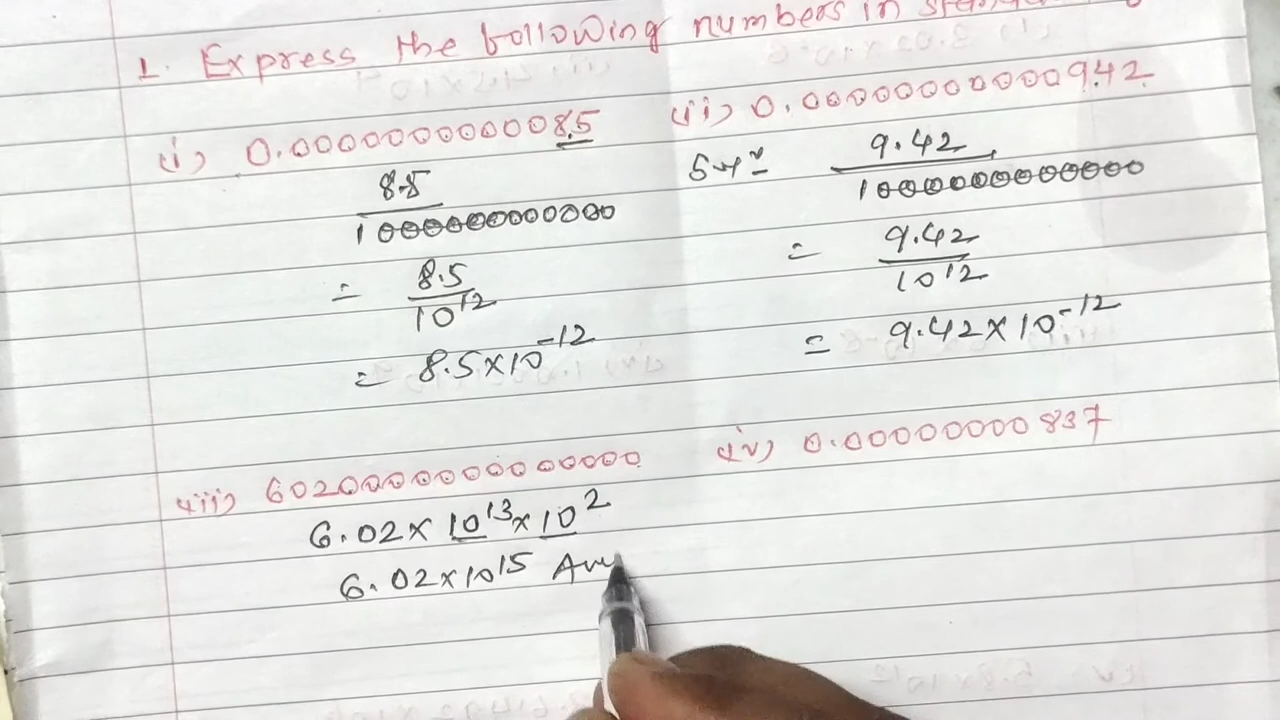 1. Express the following numbers in
(i) 0.0000000000085
(ii) 0.00000000000942
8.5
1000000000000
= 8.5
10¹²
= 8.5×10⁻¹²
9.42
1000000000000
= 9.42
10¹²
= 9.42×10⁻¹²
(iii) 6020000000000000
(iv) 0.00000000837
6.02× 10¹³× 10²
6.02×10¹⁵